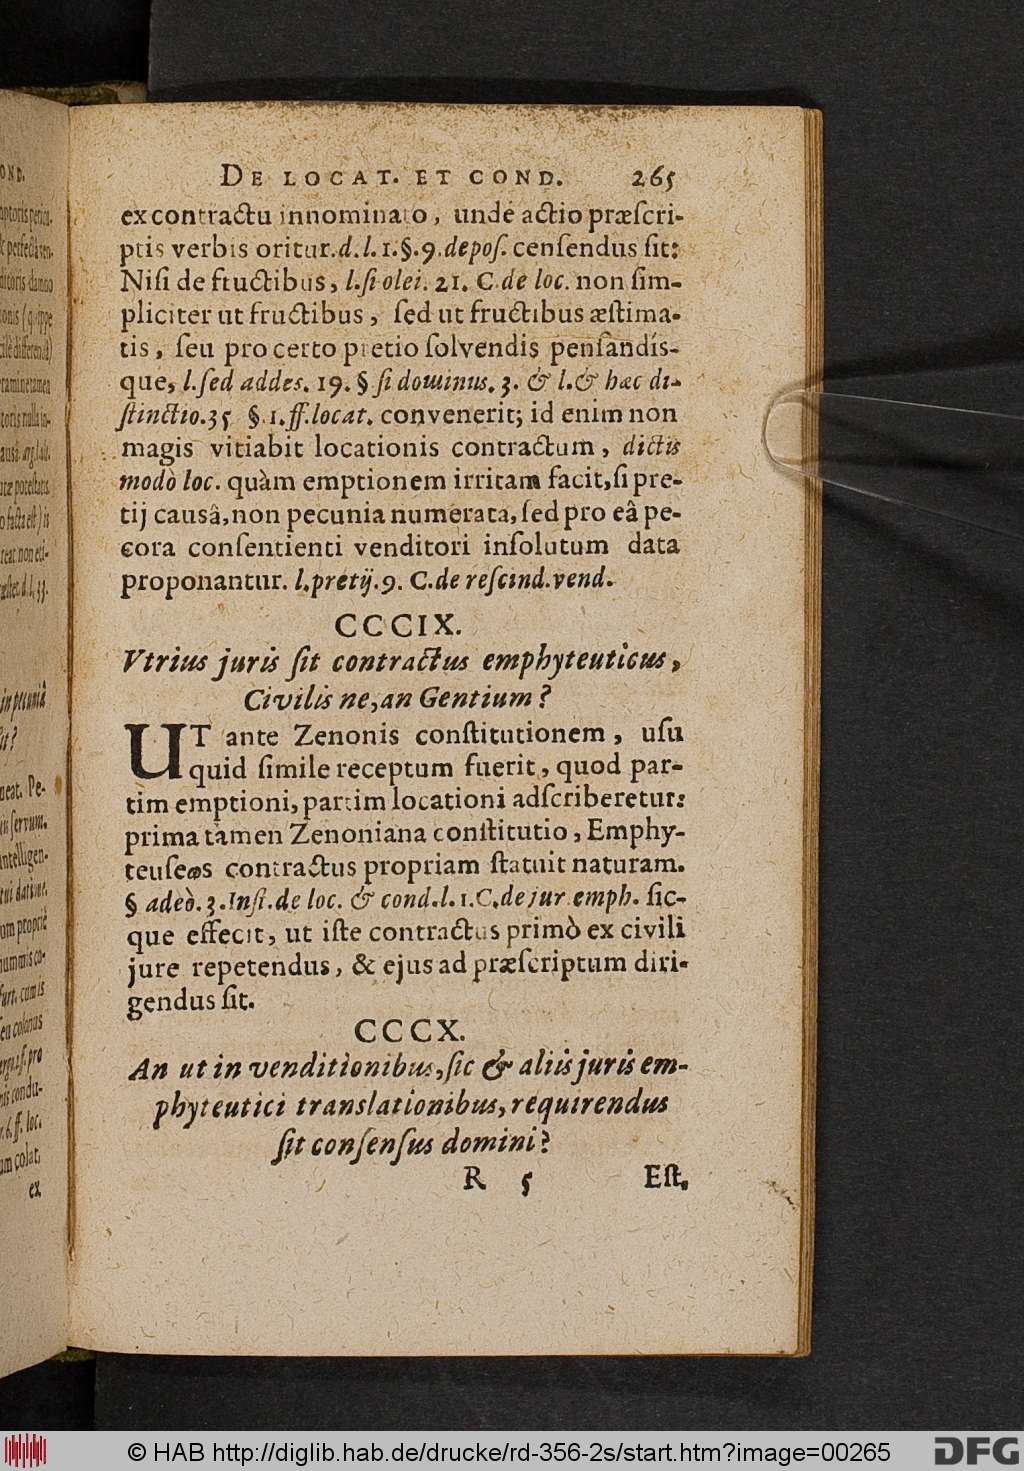 DE LOCAT. ET COND. 265
ex contractu innominato, unde actio præſcri-
ptis verbis oritur. d. l. 1. §. 9. depoſ. cenſendus ſit:
Niſi de fructibus, l. ſi olei. 21. C. de loc. non ſim-
pliciter ut fructibus, ſed ut fructibus æſtima-
tis, ſeu pro certo pretio ſolvendis penſandíſ-
que, l. ſed addes. 19. § ſi dominus. 3. & l. & hæc di-
ſtinctio. 35 §. 1. ff. locat. convenerit; id enim non
magis vitiabit locationis contractum, dictis
modò loc. quàm emptionem irritam facit, ſi pre-
tij causâ, non pecunia numerata, ſed pro eâ pe-
cora conſentienti venditori inſolutum data
proponantur. l. pretij. 9. C. de reſcind. vend.
CCCIX.
Vtrius juris ſit contractus emphyteuticus,
Civilis ne, an Gentium?
UT ante Zenonis conſtitutionem, uſu
quid ſimile receptum fuerit, quod par-
tim emptioni, partim locationi adſcriberetur:
prima tamen Zenoniana conſtitutio, Emphy-
teuſeωs contractus propriam ſtatuit naturam.
§ adeò. 3. Inſt. de loc. & cond. l. 1. C. de jur. emph. ſic-
que effecit, ut iſte contractus primò ex civili
jure repetendus, & ejus ad præſcriptum diri-
gendus ſit.
CCCX.
An ut in venditionibus, ſic & aliis juris em-
phyteutici translationibus, requirendus
ſit conſenſus domini?
R 5 Eſt.
© HAB http://diglib.hab.de/drucke/rd-356-2s/start.htm?image=00265
DFG